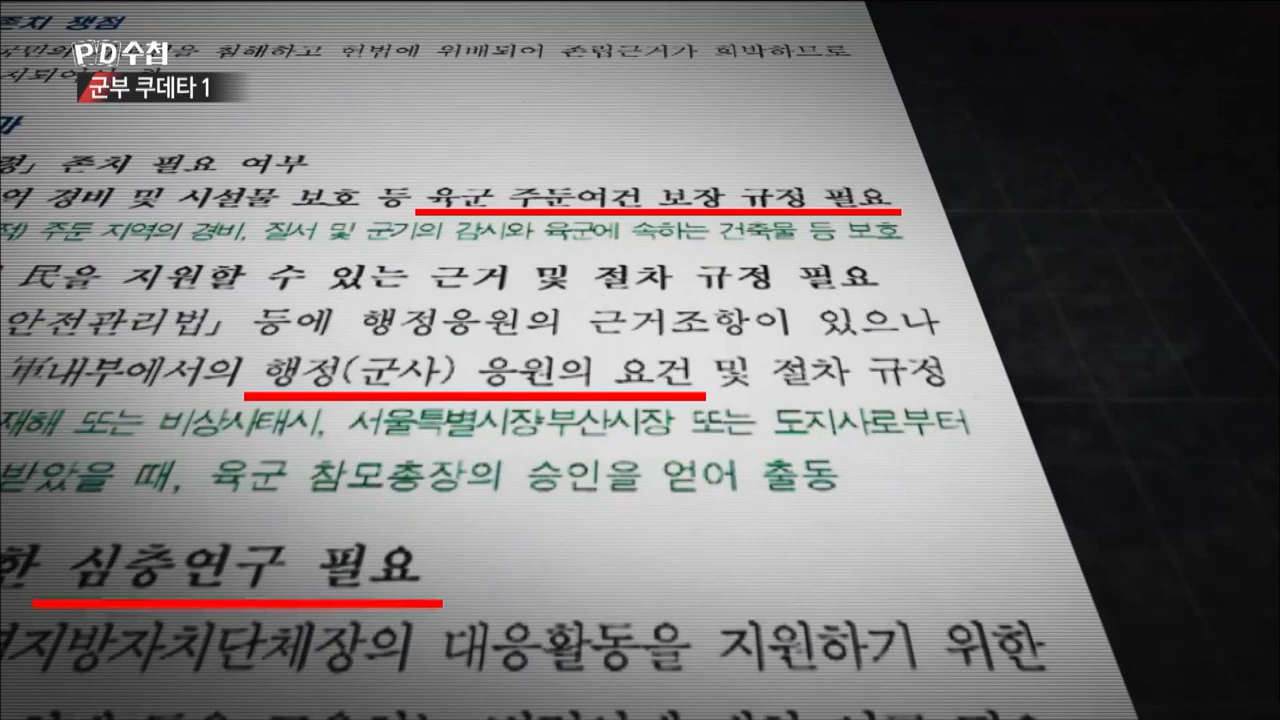 존치 쟁점
침해하고 헌법에 위배되어 존립근거가 희박하므로
PD수첩
군부 쿠데타 1
존치 필요 여부
경비 및 시설물 보호 등 육군 주둔여건 보장 규정 필요
주둔 지역의 경비, 질서 및 군기의 감시와 육군에 속하는 건축물 등 보호
民을 지원할 수 있는 근거 및 절차 규정 필요
안전관리법」 등에 행정응원의 근거조항이 있으나
軍내부에서의 행정(군사) 응원의 요건 및 절차 규정
재해 또는 비상사태시, 서울특별시장·부산시장 또는 도지사로부터
받았을 때, 육군 참모총장의 승인을 얻어 출동
한 심층연구 필요
지방자치단체장의 대응활동을 지원하기 위한